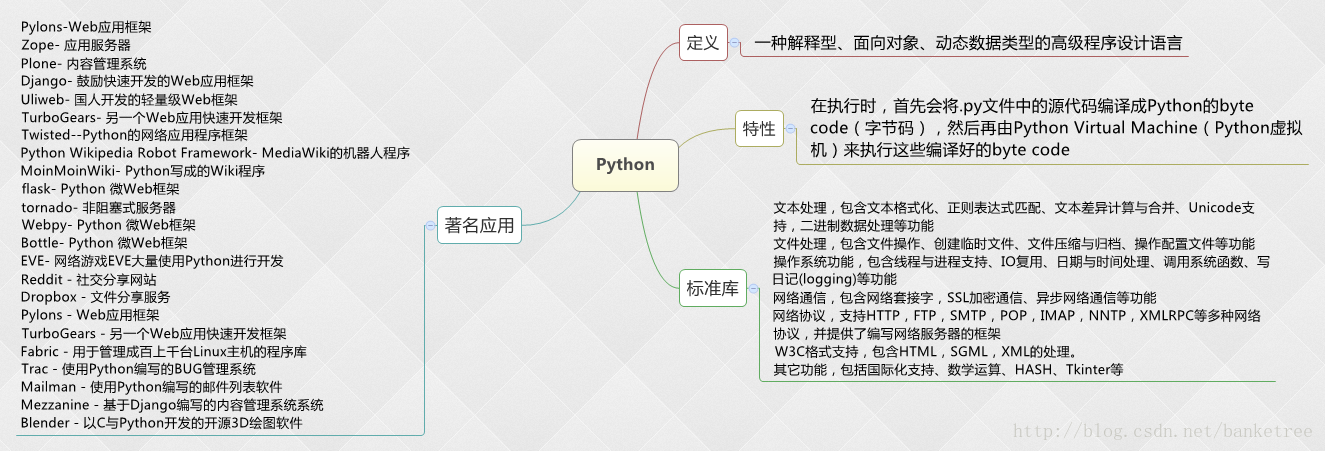 Pylons-Web应用框架
Zope- 应用服务器
Plone- 内容管理系统
Django- 鼓励快速开发的Web应用框架
Uliweb- 国人开发的轻量级Web框架
TurboGears- 另一个Web应用快速开发框架
Twisted--Python的网络应用程序框架
Python Wikipedia Robot Framework- MediaWiki的机器人程序
MoinMoinWiki- Python写成的Wiki程序
flask- Python 微Web框架
tornado- 非阻塞式服务器
Webpy- Python 微Web框架
Bottle- Python 微Web框架
EVE- 网络游戏EVE大量使用Python进行开发
Reddit - 社交分享网站
Dropbox - 文件分享服务
Pylons - Web应用框架
TurboGears - 另一个Web应用快速开发框架
Fabric - 用于管理成百上千台Linux主机的程序库
Trac - 使用Python编写的BUG管理系统
Mailman - 使用Python编写的邮件列表软件
Mezzanine - 基于Django编写的内容管理系统系统
Blender - 以C与Python开发的开源3D绘图软件
著名应用
Python
定义
一种解释型、面向对象、动态数据类型的高级程序设计语言
特性
在执行时，首先会将.py文件中的源代码编译成Python的byte
code（字节码），然后再由Python Virtual Machine（Python虚拟
机）来执行这些编译好的byte code
标准库
文本处理，包含文本格式化、正则表达式匹配、文本差异计算与合并、Unicode支
持，二进制数据处理等功能
文件处理，包含文件操作、创建临时文件、文件压缩与归档、操作配置文件等功能
操作系统功能，包含线程与进程支持、IO复用、日期与时间处理、调用系统函数、写
日记(logging)等功能
网络通信，包含网络套接字，SSL加密通信、异步网络通信等功能
网络协议，支持HTTP，FTP，SMTP，POP，IMAP，NNTP，XMLRPC等多种网络
协议，并提供了编写网络服务器的框架
W3C格式支持，包含HTML，SGML，XML的处理。
其它功能，包括国际化支持、数学运算、HASH、Tkinter等
http://blog.csdn.net/banketree